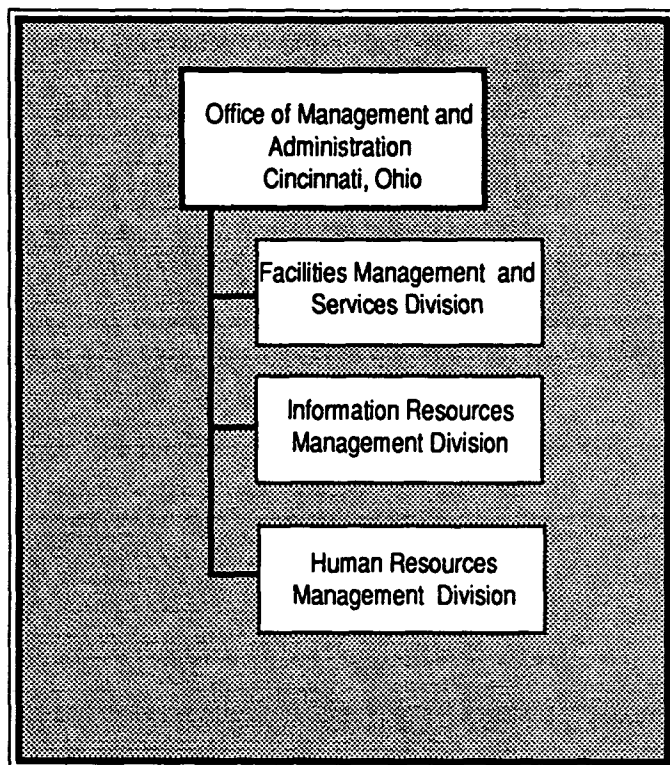 Office of Management and
Administration
Cincinnati, Ohio
Facilities Management and
Services Division
Information Resources
Management Division
Human Resources
Management Division